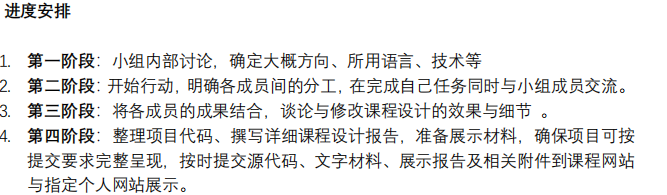 进度安排
1. 第一阶段：小组内部讨论，确定大概方向、所用语言、技术等
2. 第二阶段：开始行动，明确各成员间的分工，在完成自己任务同时与小组成员交流。
3. 第三阶段：将各成员的成果结合，谈论与修改课程设计的效果与细节 。
4. 第四阶段：整理项目代码、撰写详细课程设计报告，准备展示材料，确保项目可按
提交要求完整呈现，按时提交源代码、文字材料、展示报告及相关附件到课程网站
与指定个人网站展示。